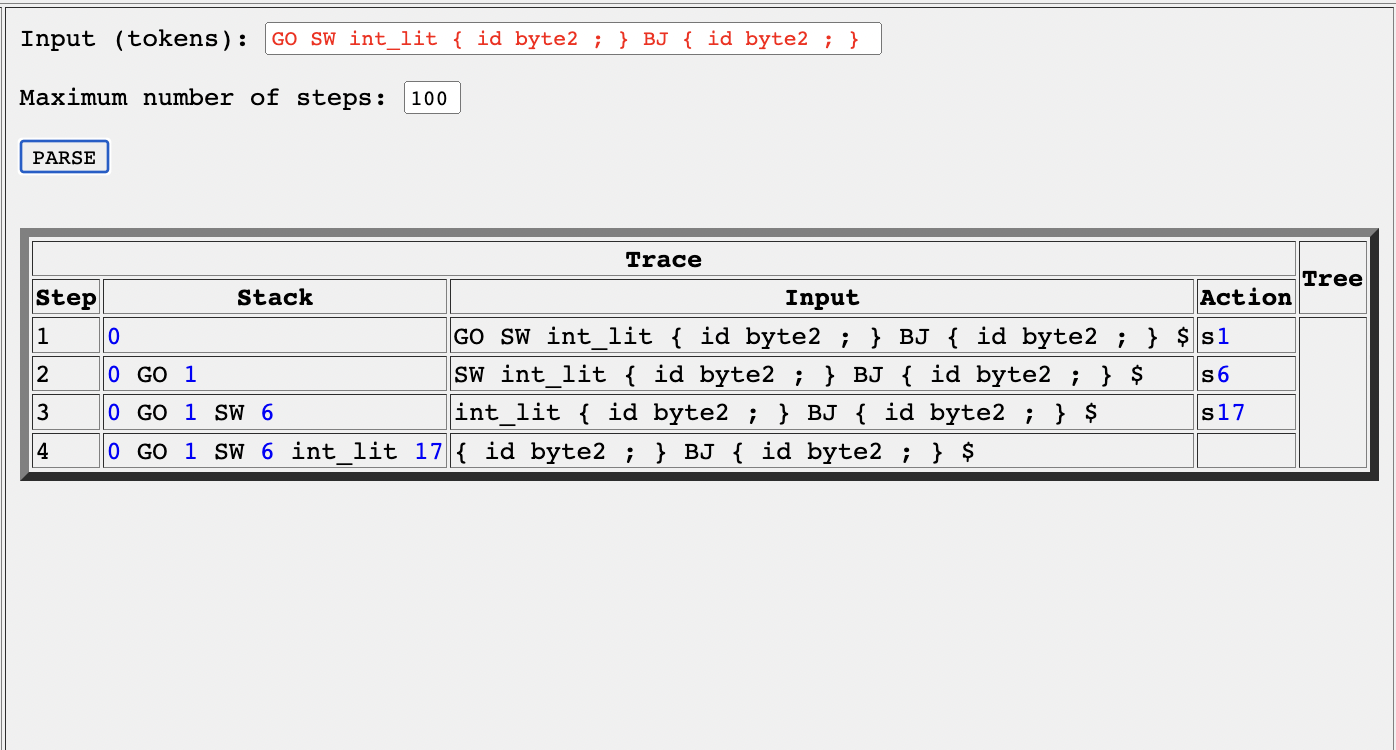 Input (tokens): GO SW int_lit { id byte2 ; } BJ { id byte2 ; }
Maximum number of steps: 100
PARSE
Trace Tree
Step Stack Input Action
1 0 GO SW int_lit { id byte2 ; } BJ { id byte2 ; } $ s1
2 0 GO 1 SW int_lit { id byte2 ; } BJ { id byte2 ; } $ s6
3 0 GO 1 SW 6 int_lit { id byte2 ; } BJ { id byte2 ; } $ s17
4 0 GO 1 SW 6 int_lit 17 { id byte2 ; } BJ { id byte2 ; } $